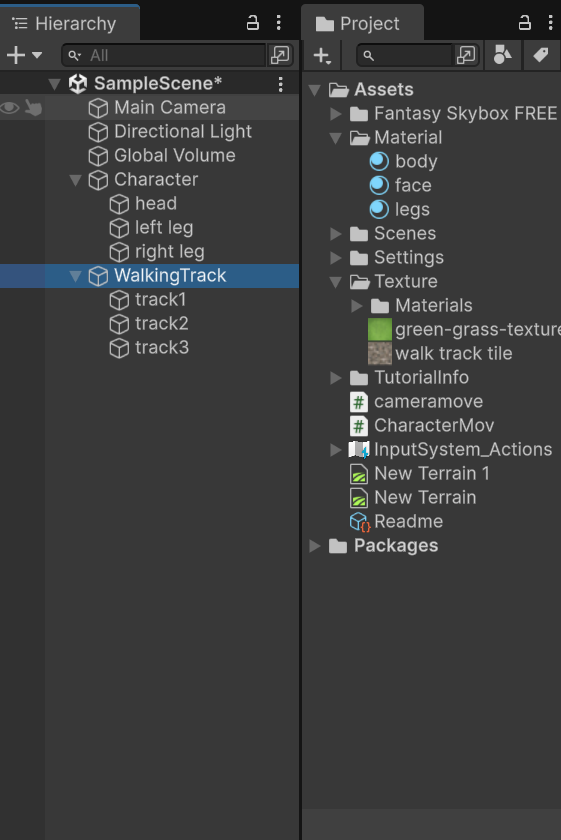 Hierarchy
All
SampleScene*
Main Camera
Directional Light
Global Volume
Character
head
left leg
right leg
WalkingTrack
track1
track2
track3
Project
Assets
Fantasy Skybox FREE
Material
body
face
legs
Scenes
Settings
Texture
Materials
green-grass-texture
walk track tile
TutorialInfo
cameramove
CharacterMov
InputSystem_Actions
New Terrain 1
New Terrain
Readme
Packages